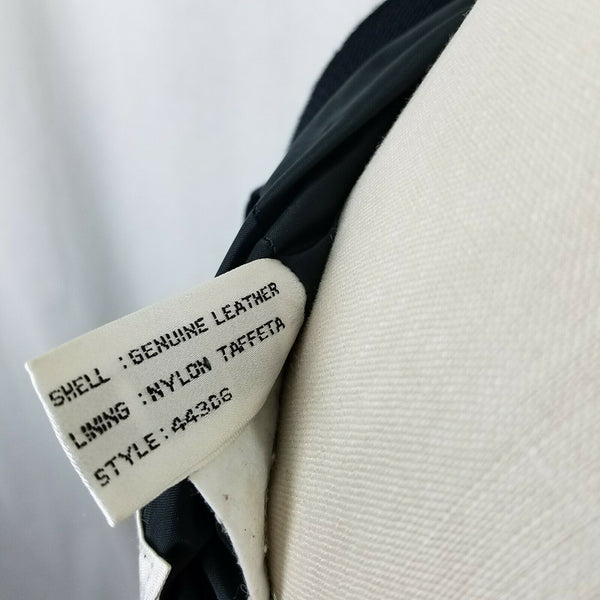 SHELL : GENUINE LEATHER
LINING : NYLON TAFFETA
STYLE: 44306